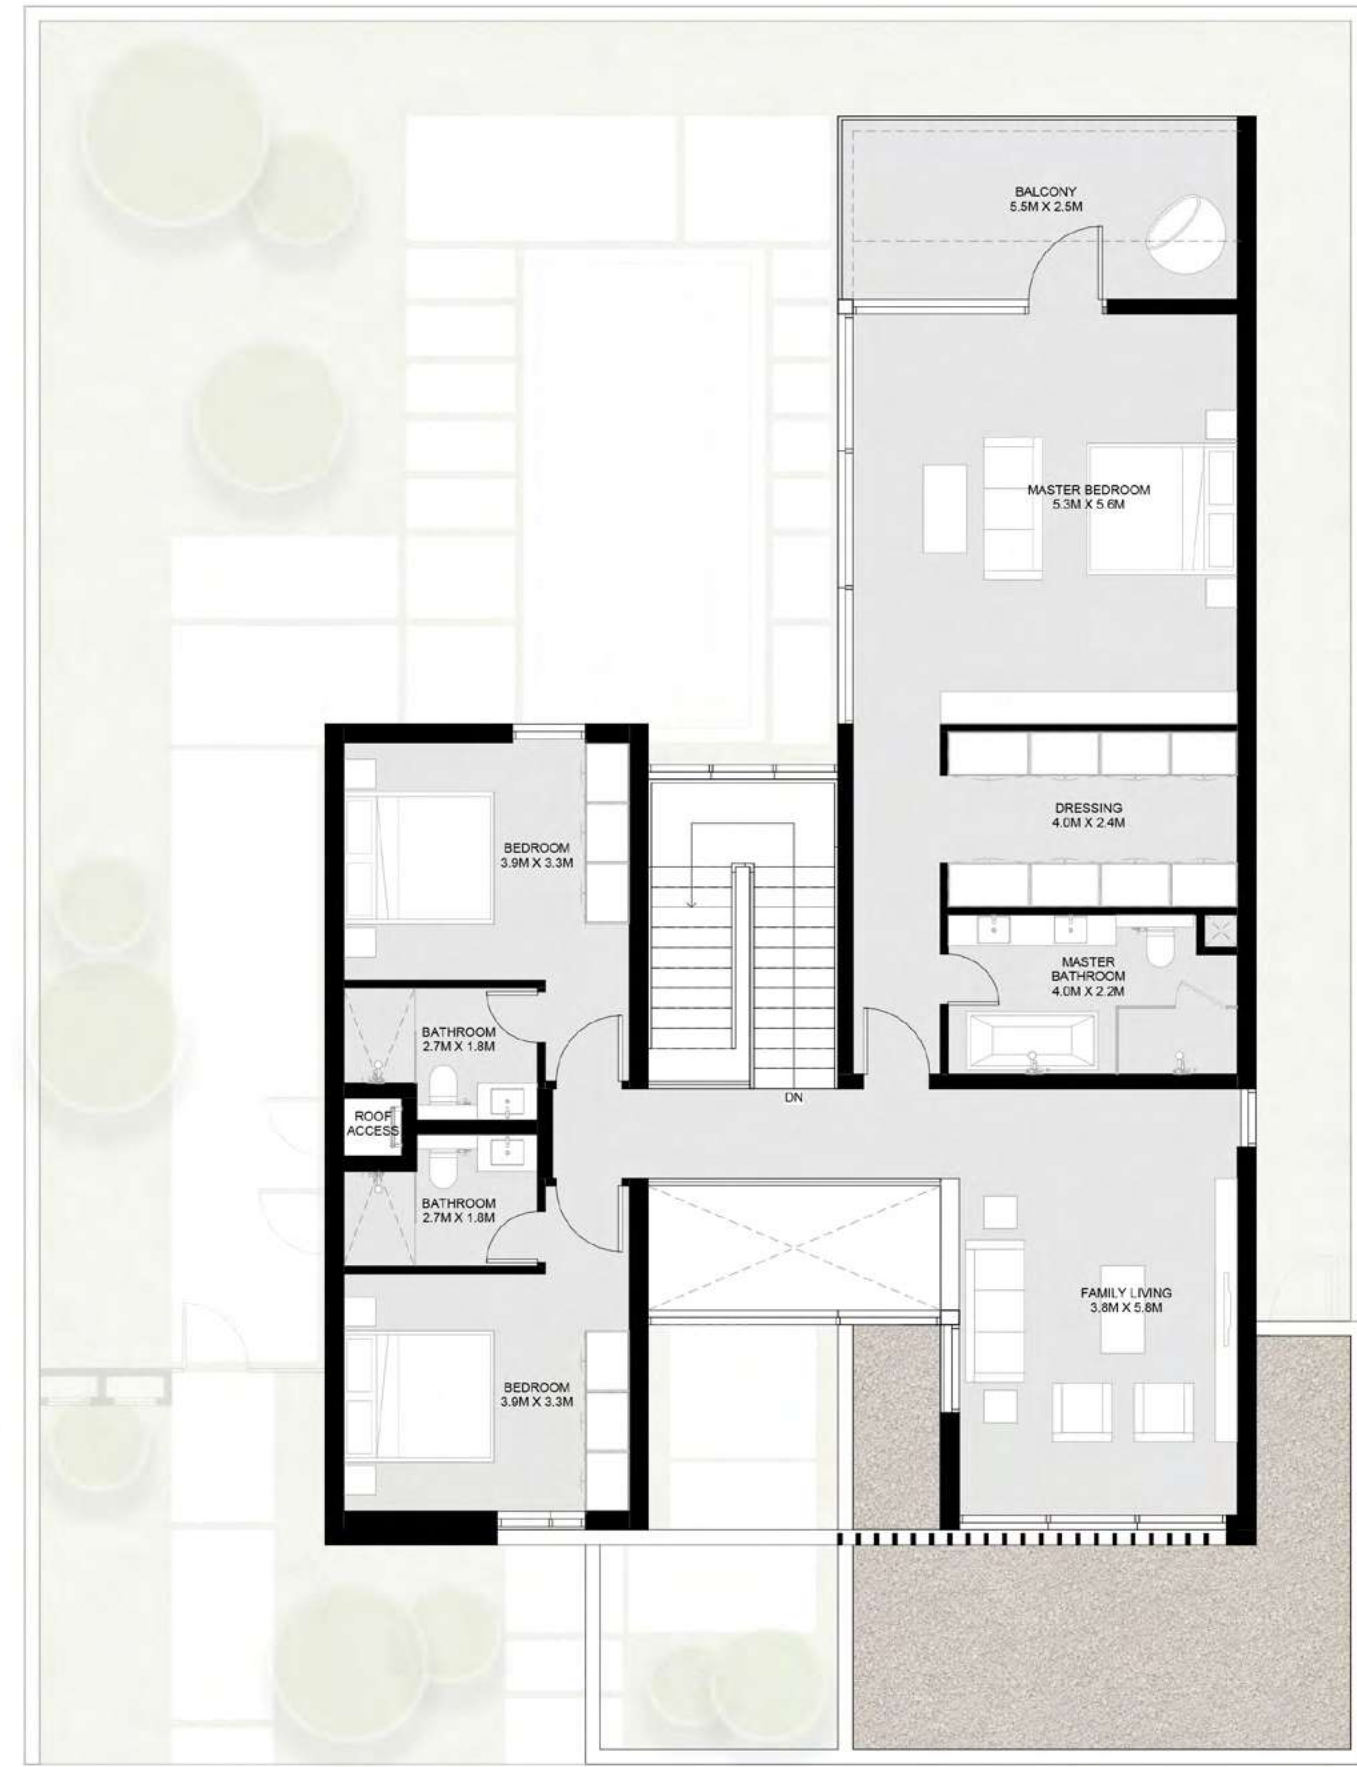 BALCONY
5.5M X 2.5M
MASTER BEDROOM
5.3M X 5.6M
DRESSING
4.0M X 2.4M
BEDROOM
3.9M X 3.3M
MASTER
BATHROOM
4.0M X 2.2M
BATHROOM
2.7M X 1.8M
DN
ROOF
ACCESS
BATHROOM
2.7M X 1.8M
FAMILY LIVING
3.8M X 5.8M
BEDROOM
3.9M X 3.3M